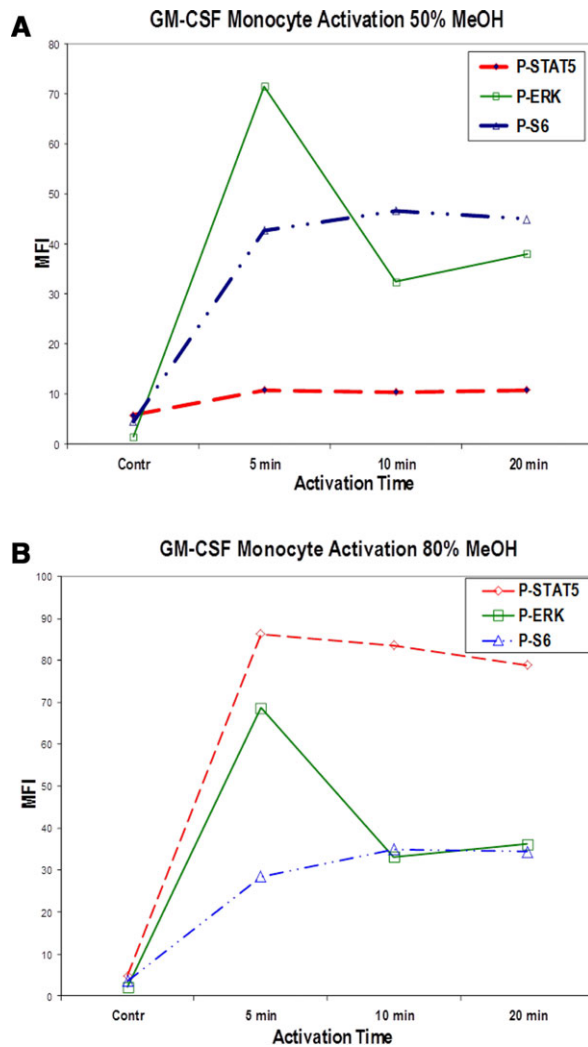 A
GM-CSF Monocyte Activation 50% MeOH
80
70
60
50
40
30
20
10
0
MFI
P-STAT5
P-ERK
P-S6
Contr
5 min
10 min
20 min
Activation Time
B
GM-CSF Monocyte Activation 80% MeOH
100
90
80
70
60
50
40
30
20
10
0
MFI
P-STAT5
P-ERK
P-S6
Contr
5 min
10 min
20 min
Activation Time